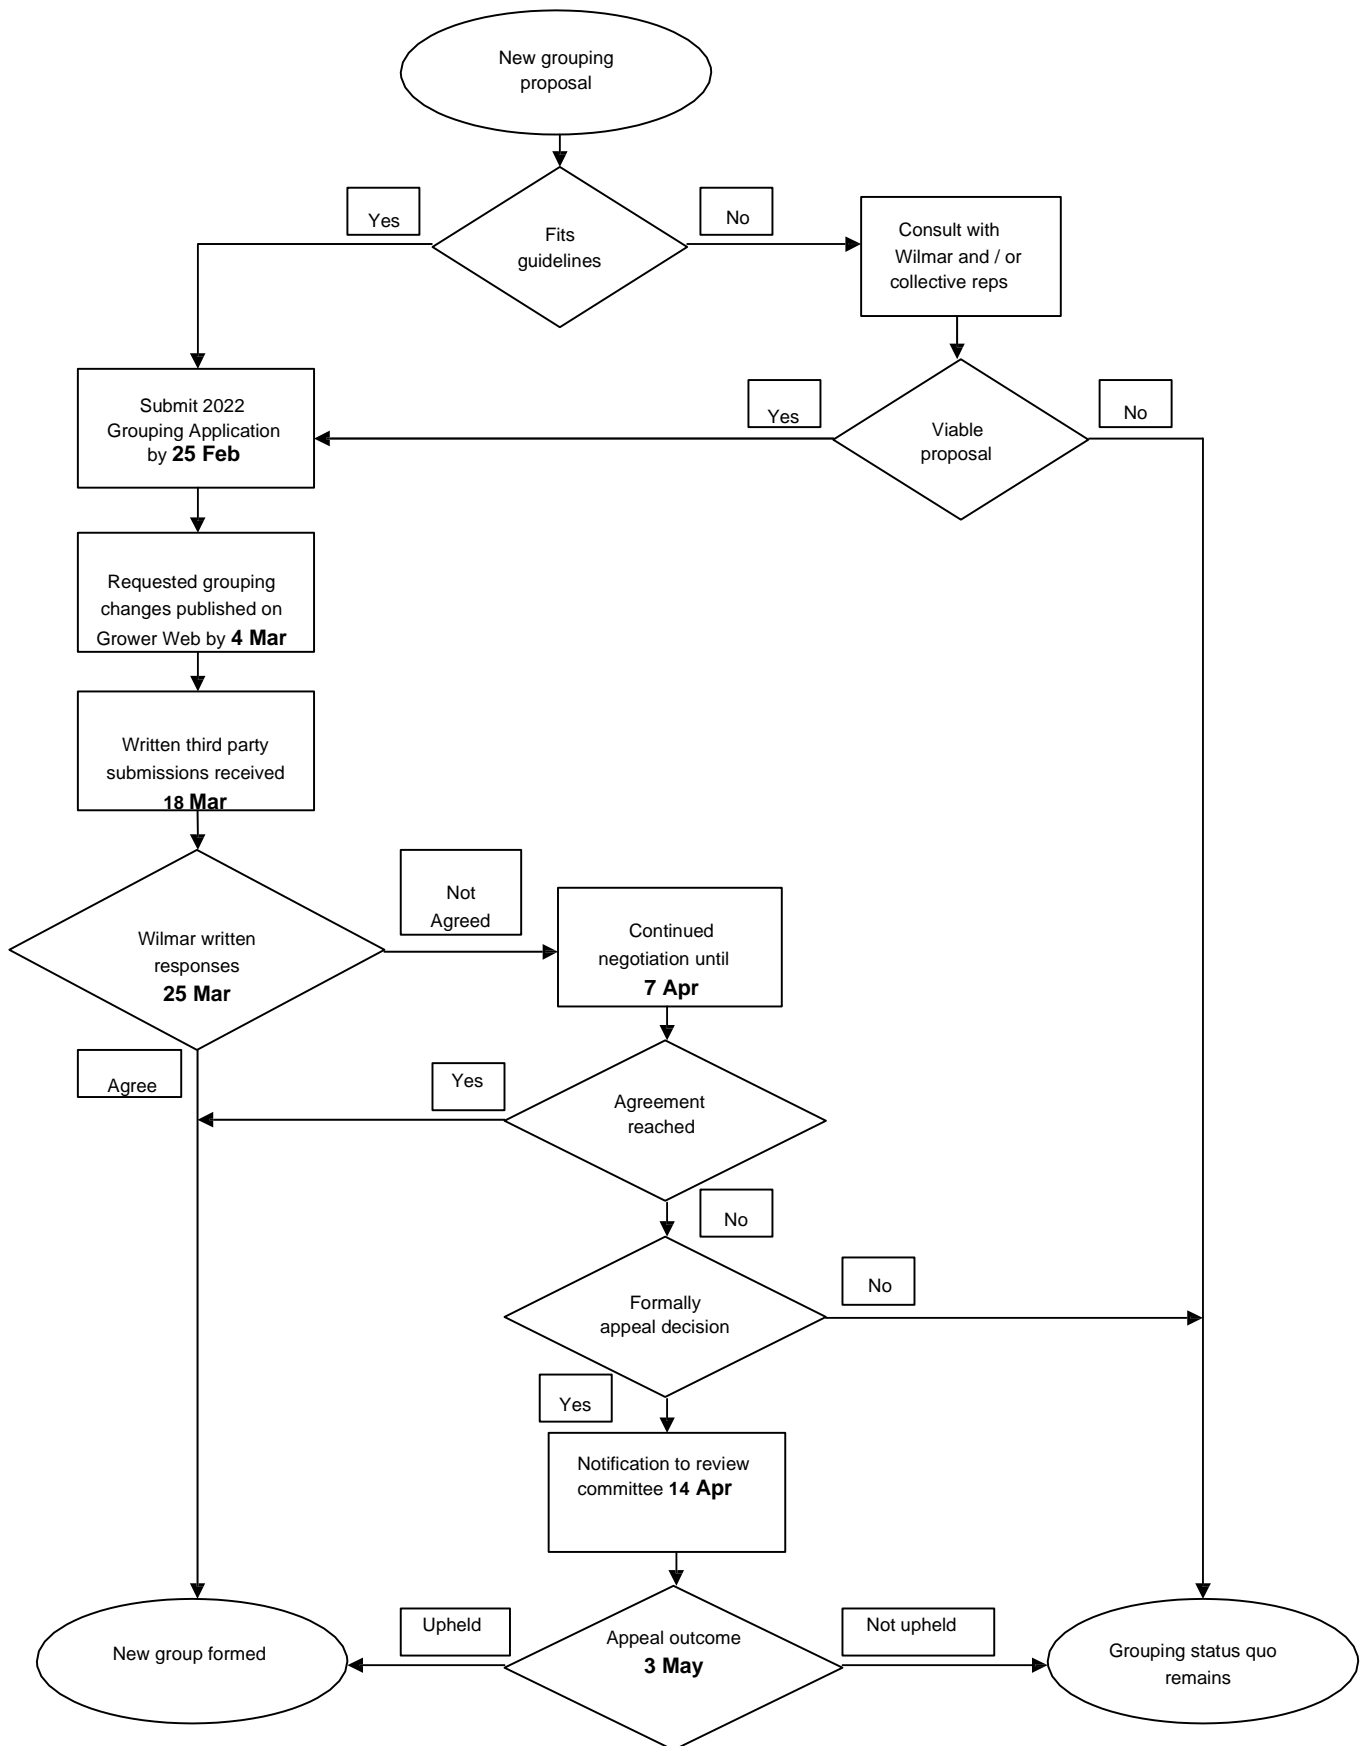 New grouping
proposal
Yes
No
Fits
guidelines
Consult with
Wilmar and / or
collective reps
Submit 2022
Grouping Application
by 25 Feb
Yes
No
Viable
proposal
Requested grouping
changes published on
Grower Web by 4 Mar
Written third party
submissions received
18 Mar
Not
Agreed
Wilmar written
responses
25 Mar
Continued
negotiation until
7 Apr
Agree
Yes
Agreement
reached
No
Formally
appeal decision
No
Yes
Notification to review
committee 14 Apr
Upheld
Appeal outcome
3 May
Not upheld
New group formed
Grouping status quo
remains